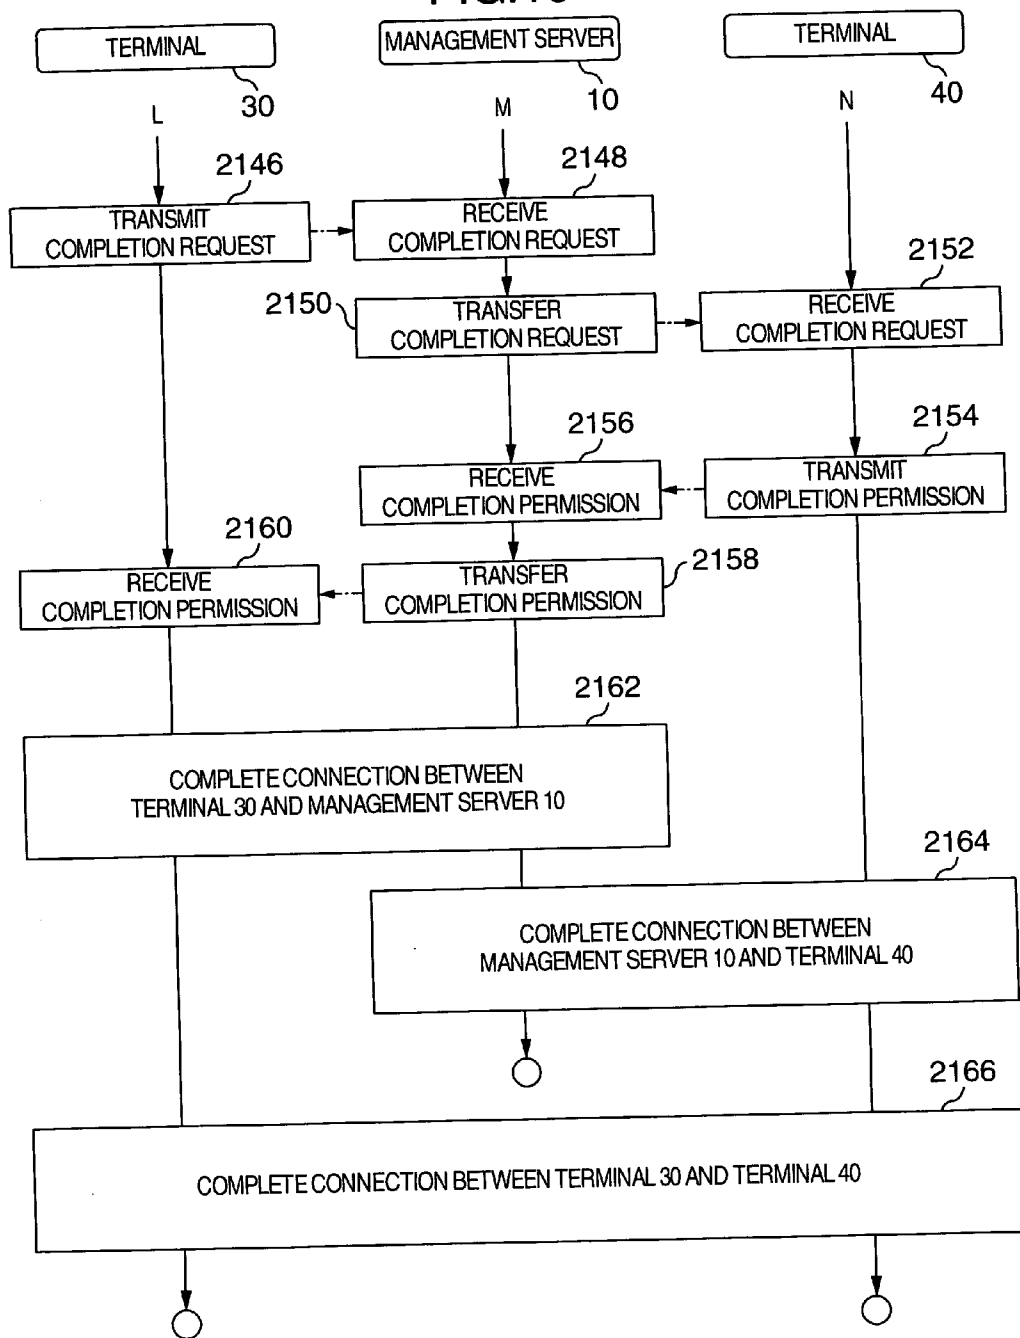 TERMINAL
MANAGEMENT SERVER
TERMINAL
30
10
40
L
M
N
2146
2148
TRANSMIT
COMPLETION REQUEST
RECEIVE
COMPLETION REQUEST
2152
2150
TRANSFER
COMPLETION REQUEST
RECEIVE
COMPLETION REQUEST
2156
2154
RECEIVE
COMPLETION PERMISSION
TRANSMIT
COMPLETION PERMISSION
2160
2158
RECEIVE
COMPLETION PERMISSION
TRANSFER
COMPLETION PERMISSION
2162
COMPLETE CONNECTION BETWEEN
TERMINAL 30 AND MANAGEMENT SERVER 10
2164
COMPLETE CONNECTION BETWEEN
MANAGEMENT SERVER 10 AND TERMINAL 40
2166
COMPLETE CONNECTION BETWEEN TERMINAL 30 AND TERMINAL 40